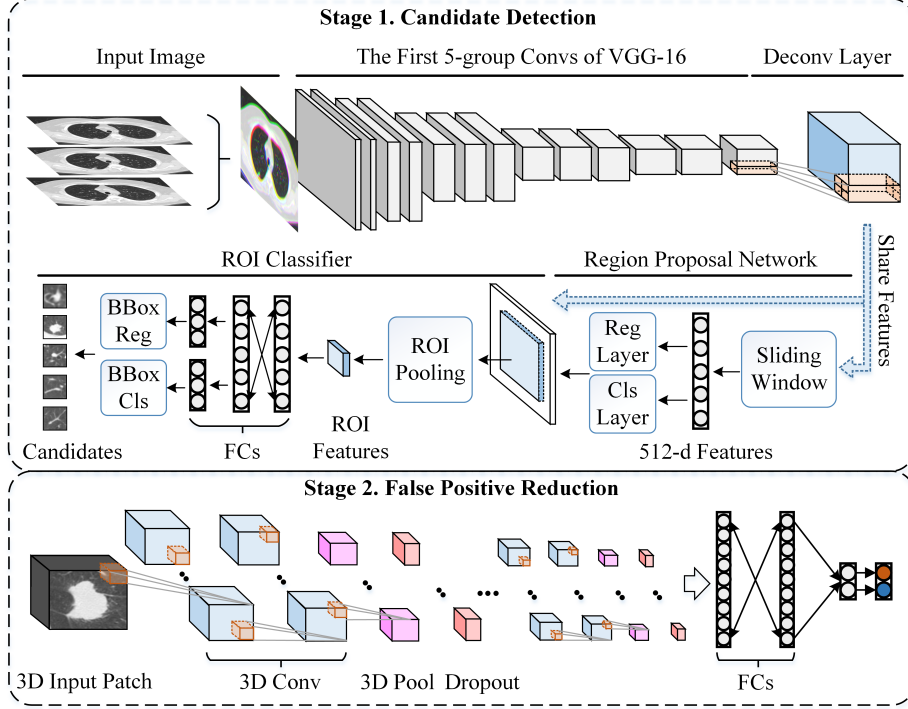 Stage 1. Candidate Detection
Input Image
The First 5-group Convs of VGG-16
Deconv Layer
Share Features
ROI Classifier
Region Proposal Network
BBox
Reg
BBox
Cls
ROI
Pooling
Reg
Layer
Cls
Layer
Sliding
Window
Candidates
FCs
ROI
Features
512-d Features
Stage 2. False Positive Reduction
3D Input Patch
3D Conv
3D Pool
Dropout
FCs